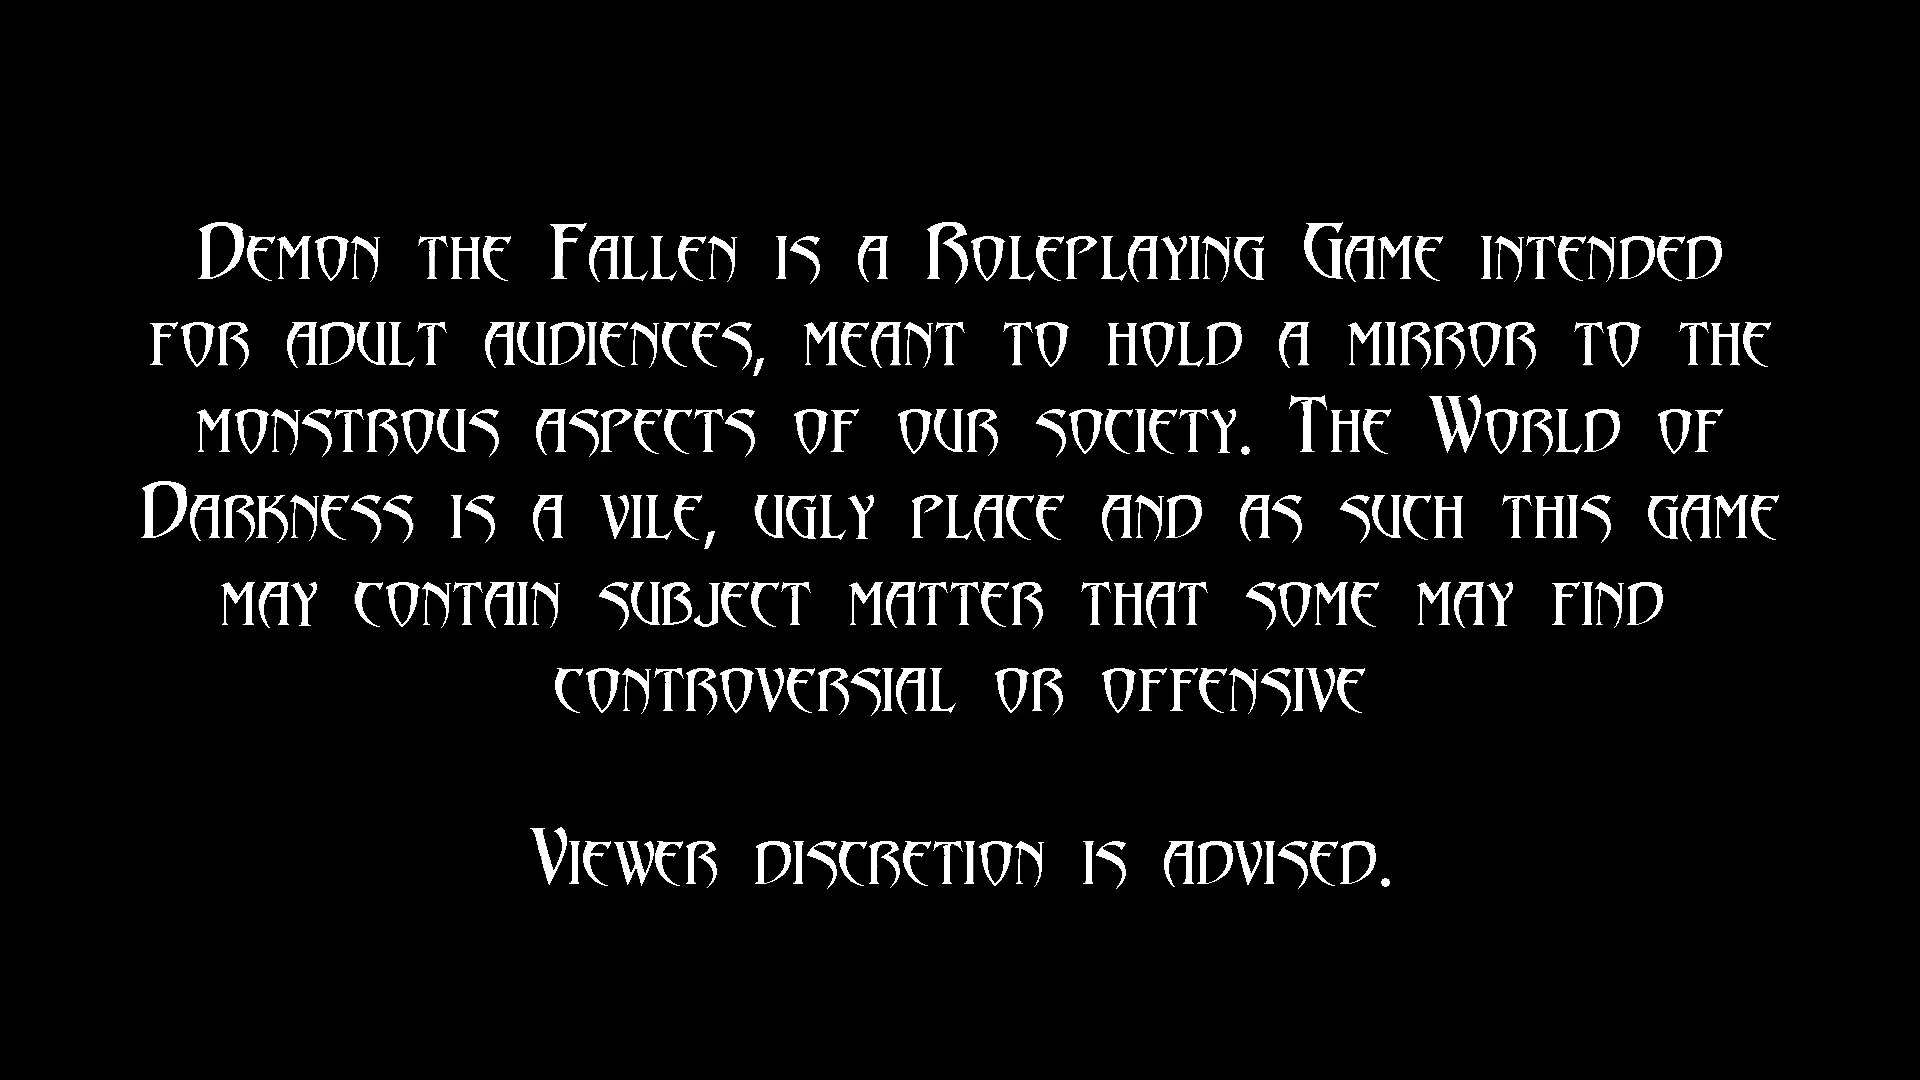 Demon the Fallen is a Roleplaying Game intended
for adult audiences, meant to hold a mirror to the
monstrous aspects of our society. The World of
Darkness is a vile, ugly place and as such this game
may contain subject matter that some may find
controversial or offensive
Viewer discretion is advised.